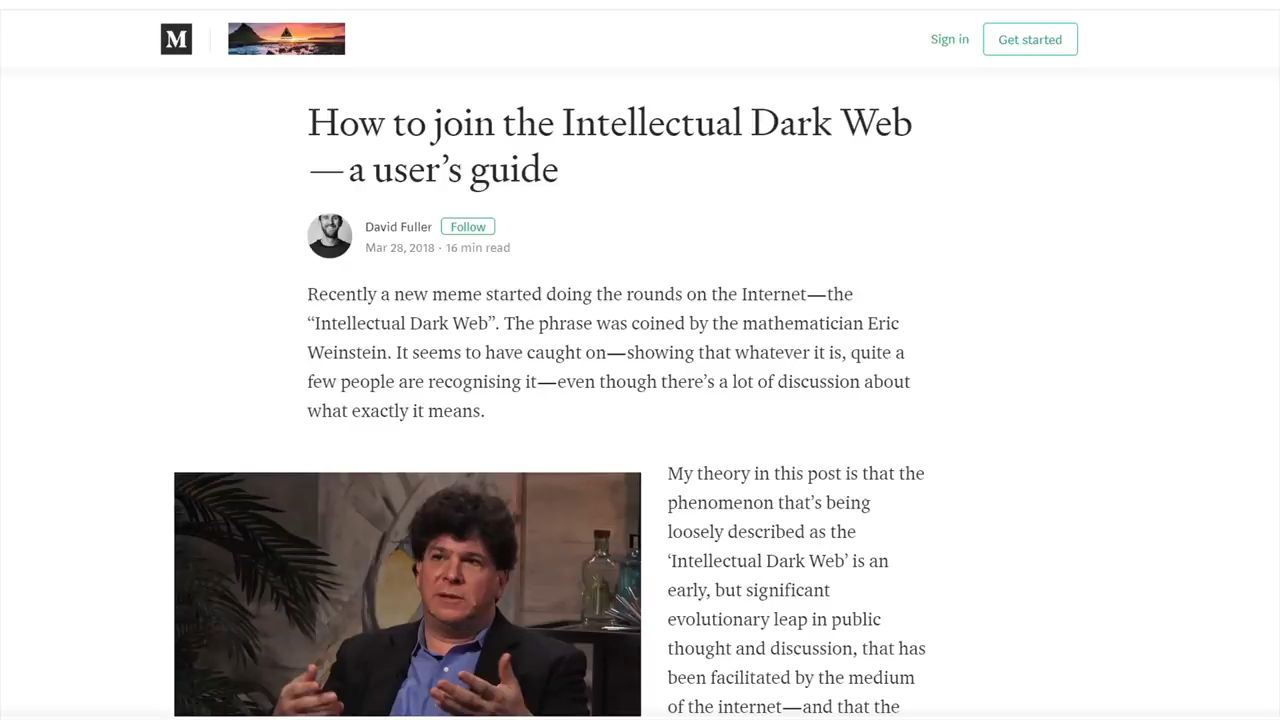 M
Sign in
Get started
How to join the Intellectual Dark Web
— a user’s guide
David Fuller
Follow
Mar 28, 2018 · 16 min read
Recently a new meme started doing the rounds on the Internet—the
“Intellectual Dark Web”. The phrase was coined by the mathematician Eric
Weinstein. It seems to have caught on—showing that whatever it is, quite a
few people are recognising it—even though there’s a lot of discussion about
what exactly it means.
My theory in this post is that the
phenomenon that’s being
loosely described as the
‘Intellectual Dark Web’ is an
early, but significant
evolutionary leap in public
thought and discussion, that has
been facilitated by the medium
of the internet—and that the